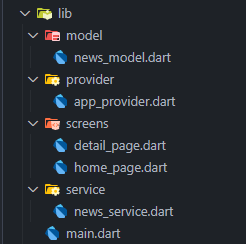 lib
model
news_model.dart
provider
app_provider.dart
screens
detail_page.dart
home_page.dart
service
news_service.dart
main.dart